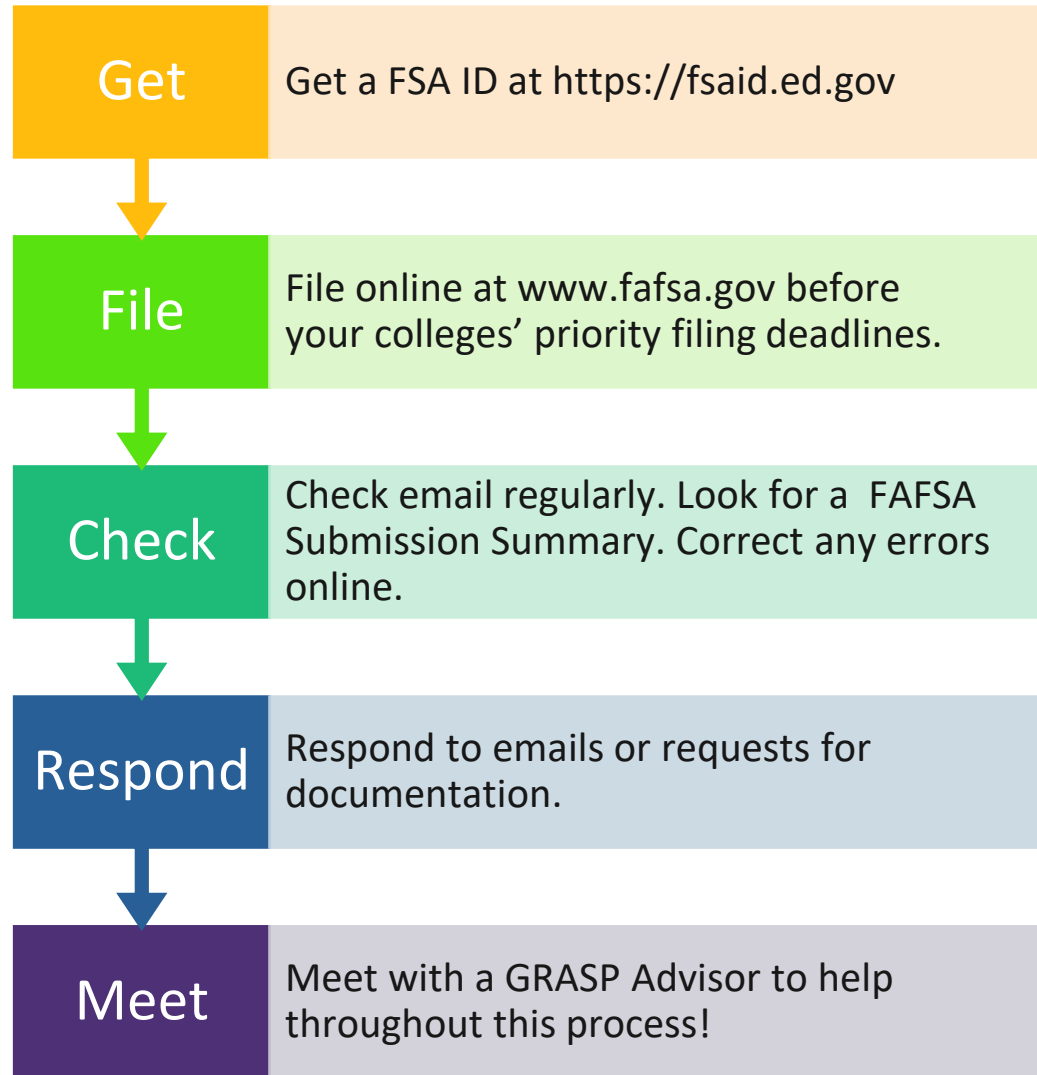 Get
Get a FSA ID at https://fsaid.ed.gov
File
File online at www.fafsa.gov before
your colleges’ priority filing deadlines.
Check
Check email regularly. Look for a  FAFSA
Submission Summary. Correct any errors
online.
Respond
Respond to emails or requests for
documentation.
Meet
Meet with a GRASP Advisor to help
throughout this process!